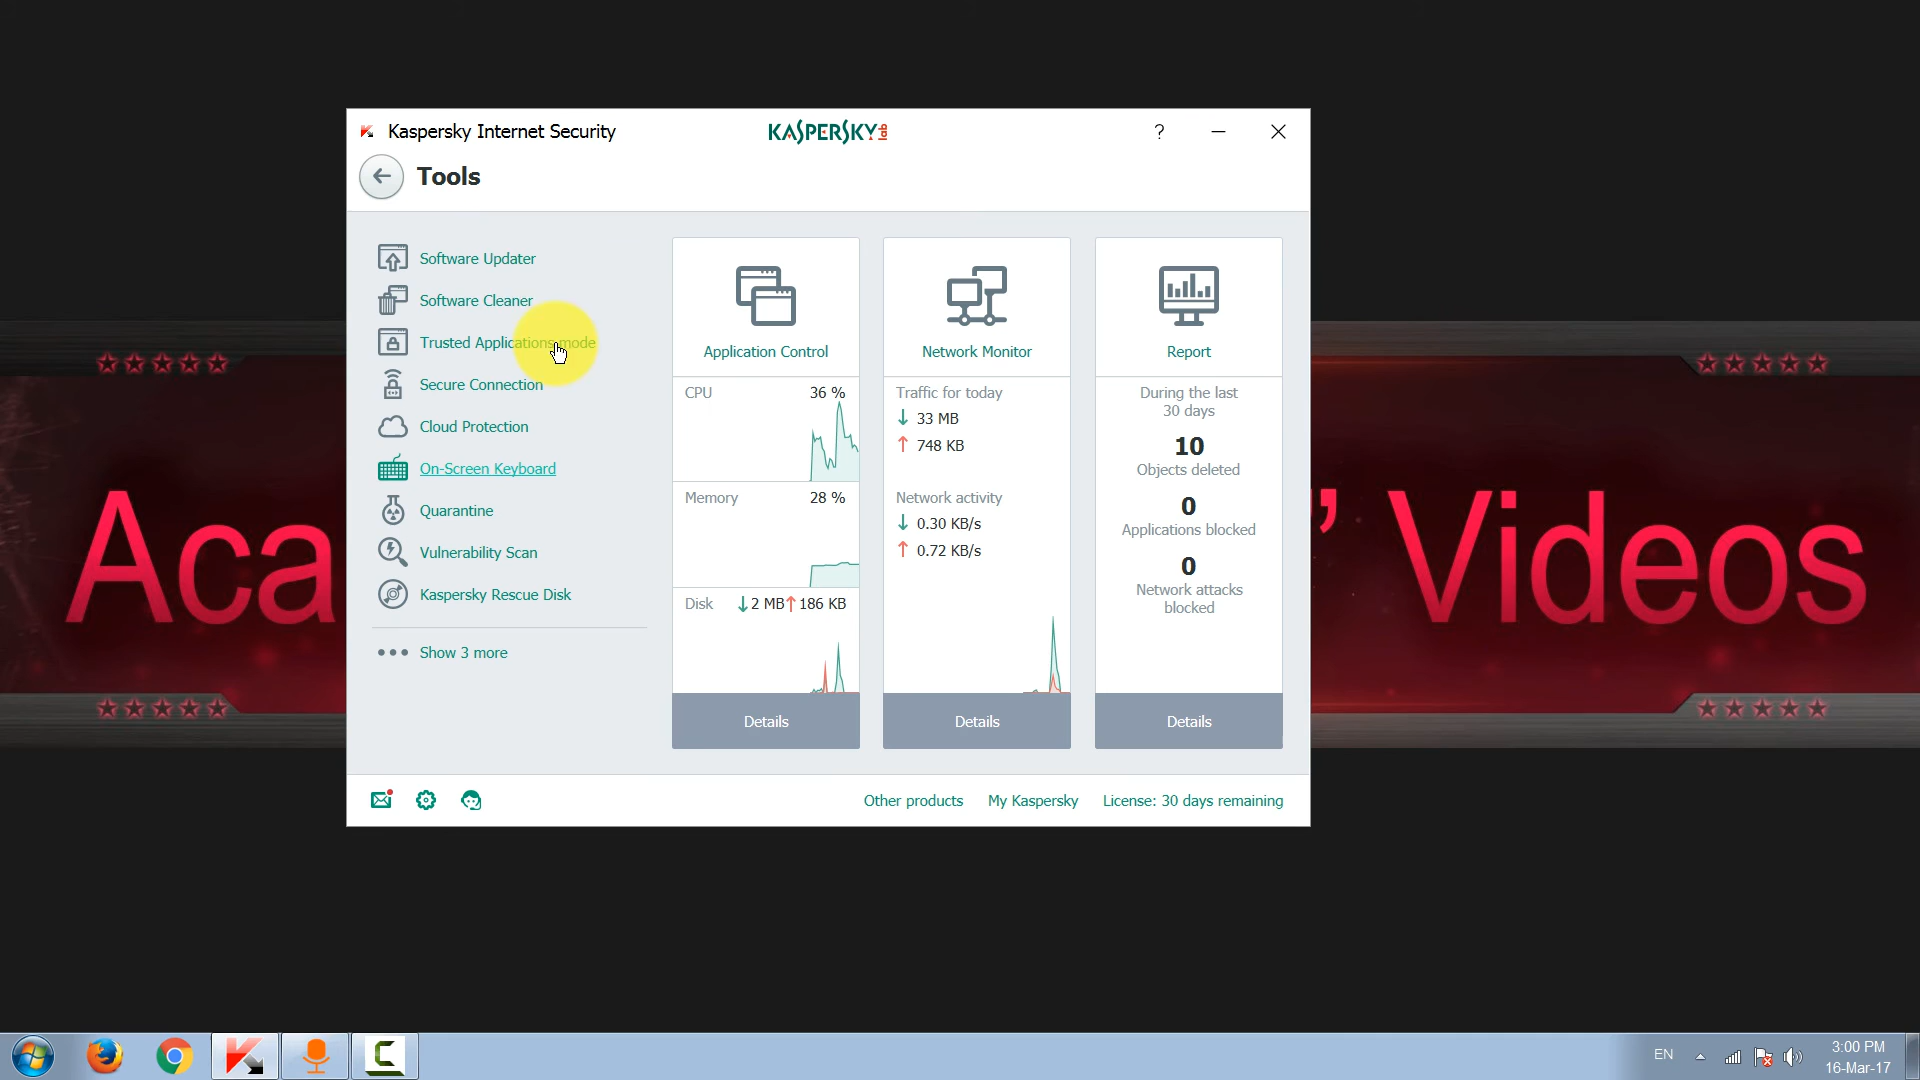 Kaspersky Internet Security
KASPERSKY lab
?
Tools
Software Updater
Software Cleaner
Trusted Applications mode
Secure Connection
Cloud Protection
On-Screen Keyboard
Quarantine
Vulnerability Scan
Kaspersky Rescue Disk
Show 3 more
Application Control
CPU 36 %
Memory 28 %
Disk 2 MB 186 KB
Details
Network Monitor
Traffic for today
33 MB
748 KB
Network activity
0.30 KB/s
0.72 KB/s
Details
Report
During the last
30 days
10
Objects deleted
0
Applications blocked
0
Network attacks
blocked
Details
Other products
My Kaspersky
License: 30 days remaining
Aca
” Videos
EN
3:00 PM
16-Mar-17